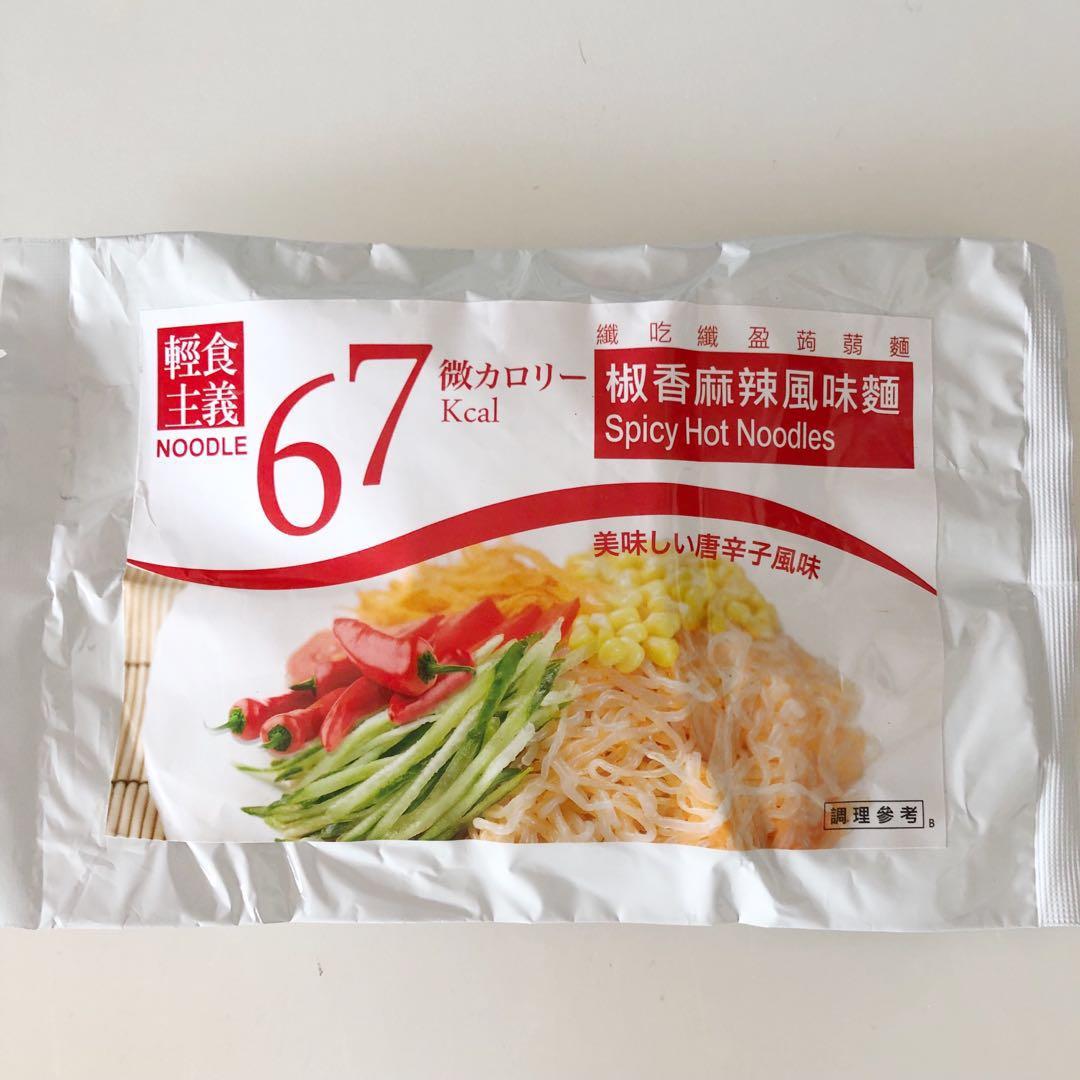 輕食
主義
NOODLE
67
微カロリー
Kcal
纖吃纖盈蒟蒻麵
椒香麻辣風味麵
Spicy Hot Noodles
美味しい唐辛子風味
調理參考
B